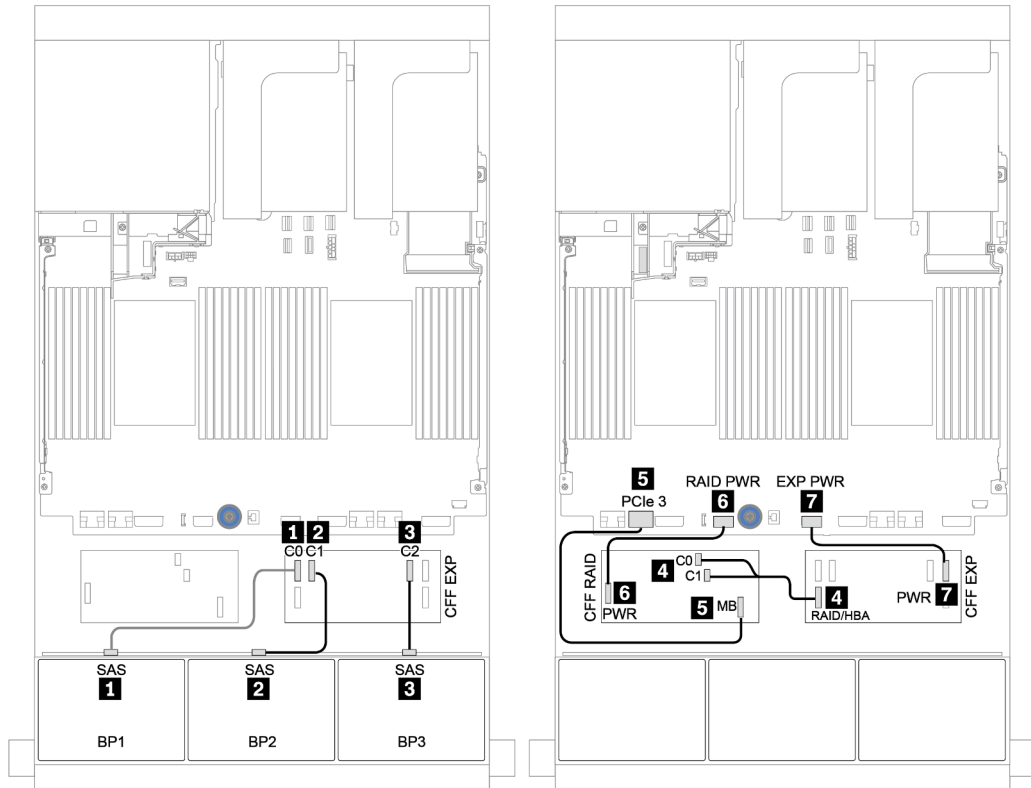 1 2 3
C0 C1 C2
CFF EXP
SAS SAS SAS
1 2 3
BP1 BP2 BP3
5 RAID PWR EXP PWR
PCIe 3 6 7
CFF RAID
4 C0
C1
6
PWR
5 MB
4
RAID/HBA
PWR 7
CFF EXP